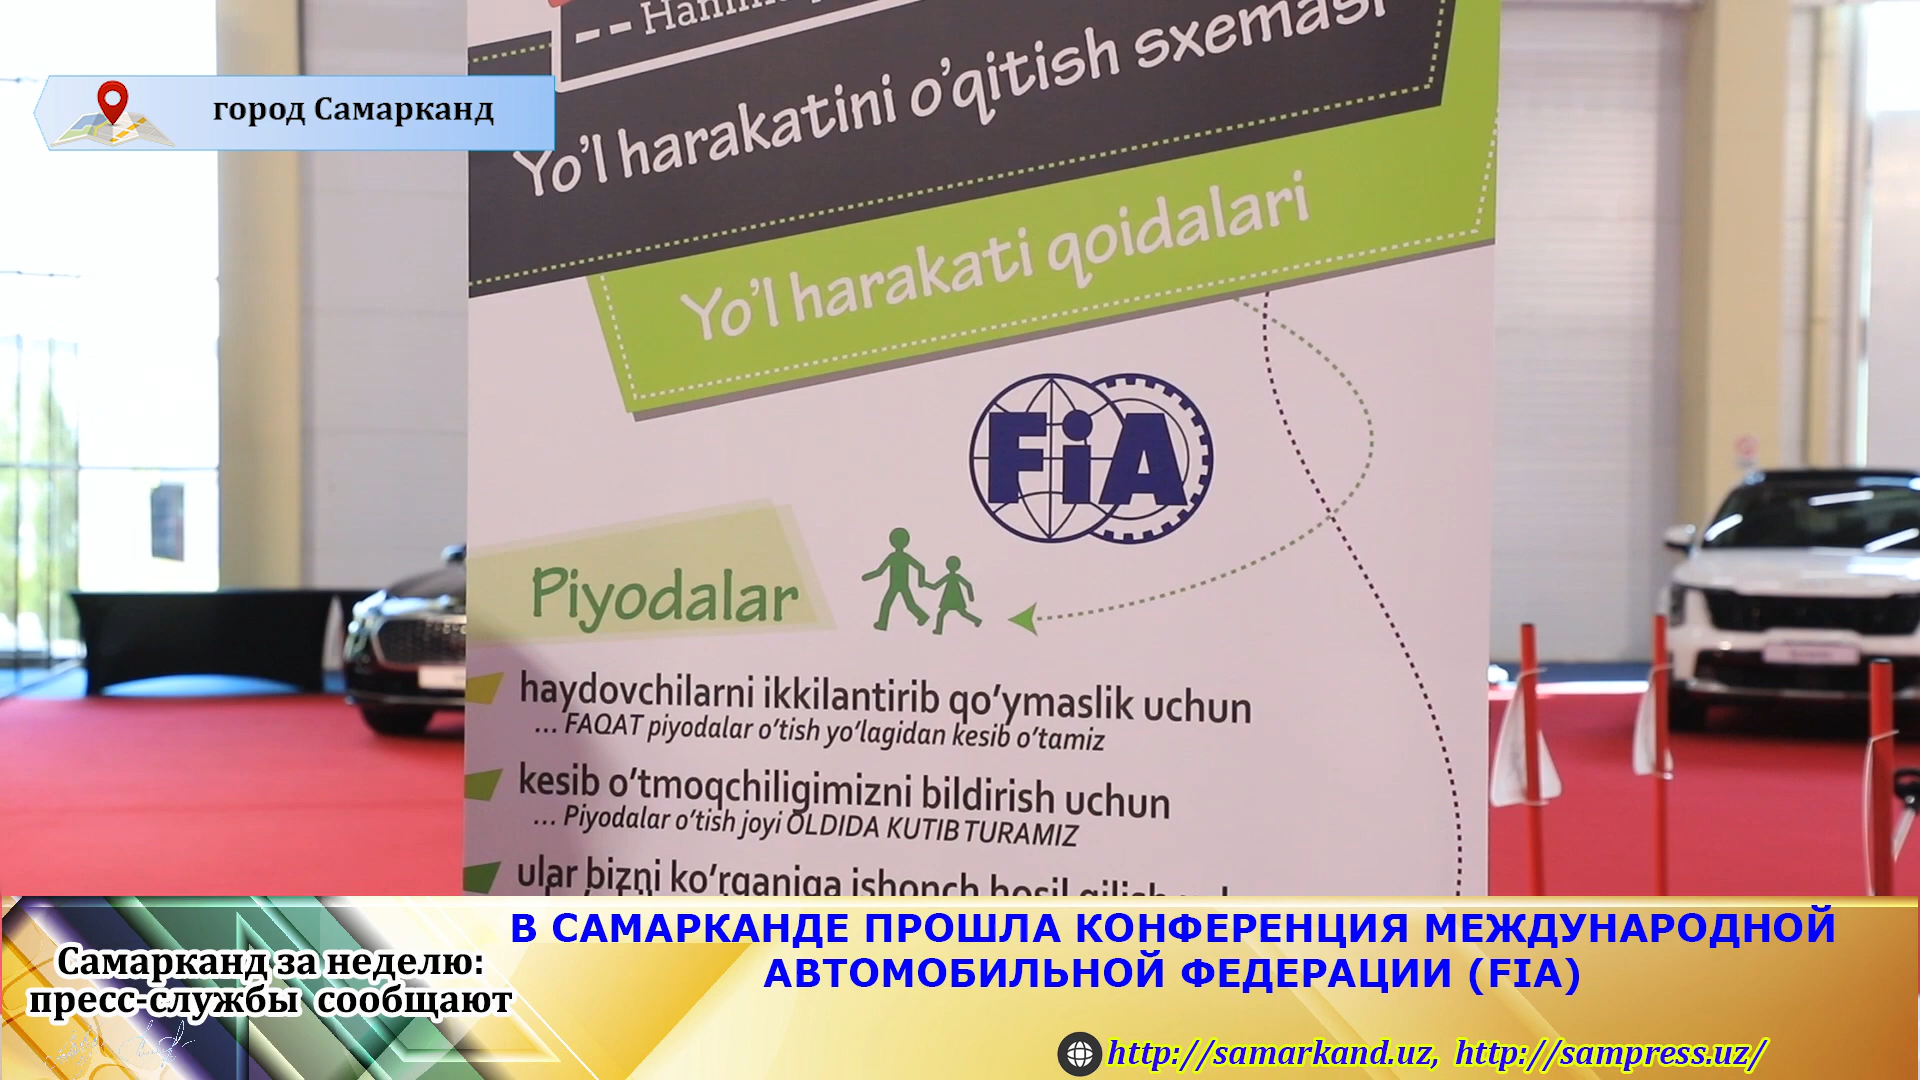 Yo'l harakatini o'qitish sxemasi
город Самарканд
Yo'l harakati qoidalari
FiA
Piyodalar
haydovchilarni ikkilantirib qo'ymaslik uchun
... FAQAT piyodalar o'tish yo'lagidan kesib o'tamiz
kesib o'tmoqchiligimizni bildirish uchun
... Piyodalar o'tish joyi OLDIDA KUTIB TURAMIZ
ular bizni ko'rganiga ishonch hosil qilish
В САМАРКАНДЕ ПРОШЛА КОНФЕРЕНЦИЯ МЕЖДУНАРОДНОЙ
АВТОМОБИЛЬНОЙ ФЕДЕРАЦИИ (FIA)
Самарканд за неделю:
пресс-службы сообщают
http://samarkand.uz, http://sampress.uz/